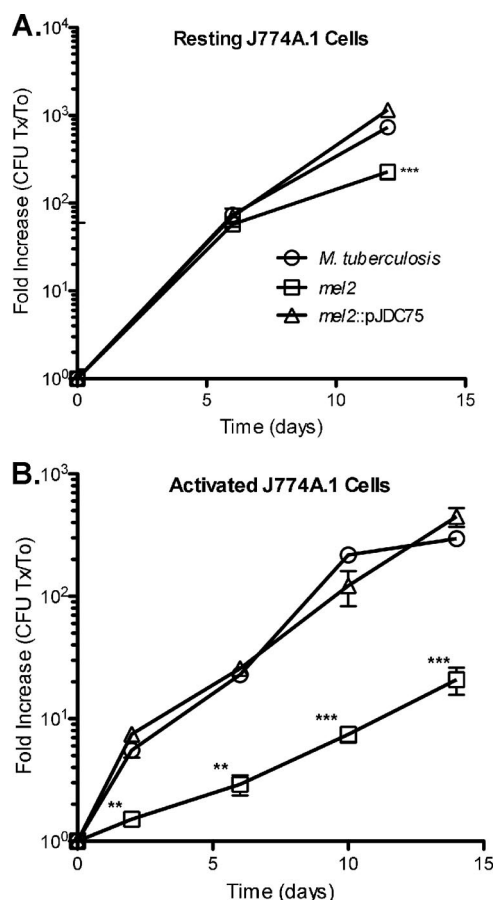 A.
Resting J774A.1 Cells
Fold Increase (CFU Tx/To)
10⁴
10³
10²
10¹
10⁰
***
M. tuberculosis
mel2
mel2::pJDC75
0 5 10 15
Time (days)
B.
Activated J774A.1 Cells
Fold Increase (CFU Tx/To)
10³
10²
10¹
10⁰
***
***
**
**
0 5 10 15
Time (days)